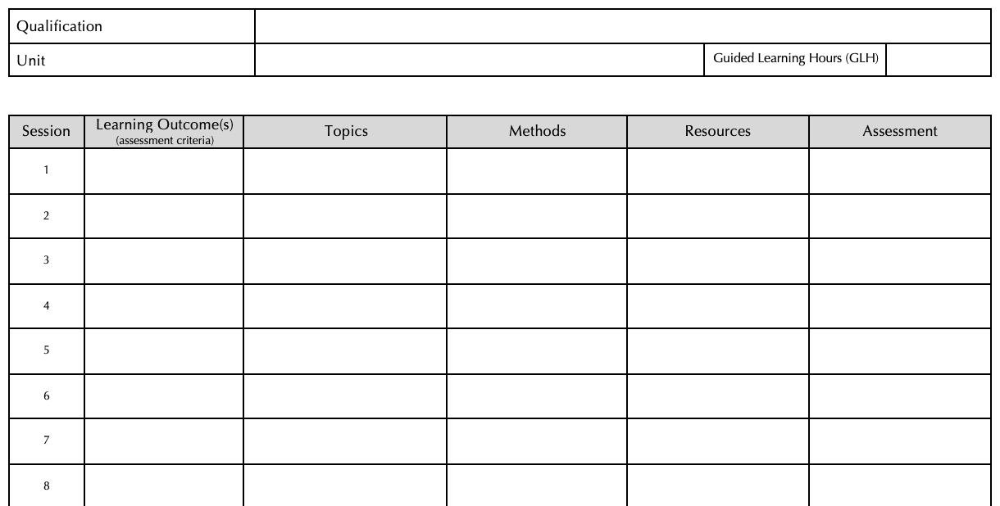 Qualification
Unit
Guided Learning Hours (GLH)
Session
Learning Outcome(s)
(assessment criteria)
Topics
Methods
Resources
Assessment
1
2
3
4
5
6
7
8